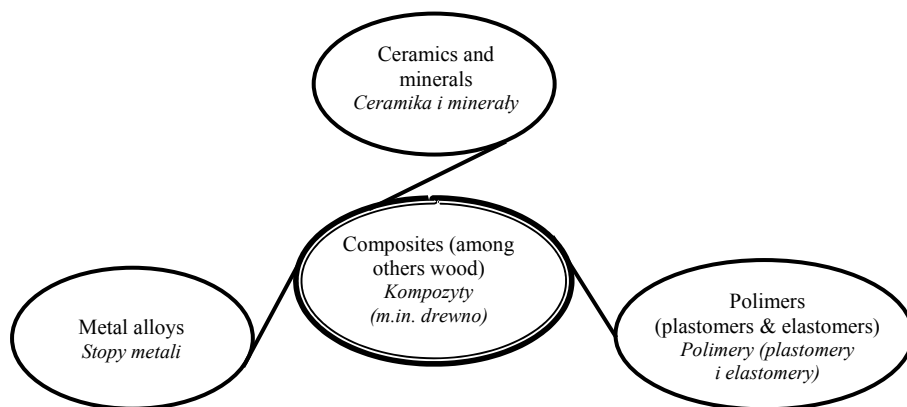 Ceramics and
minerals
Ceramika i minerały
Composites (among
others wood)
Kompozyty
(m.in. drewno)
Metal alloys
Stopy metali
Polimers
(plastomers & elastomers)
Polimery (plastomery
i elastomery)